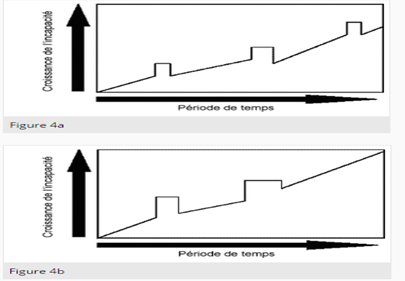 Croissance de l'incapacité
Période de temps
Figure 4a
Croissance de l'incapacité
Période de temps
Figure 4b